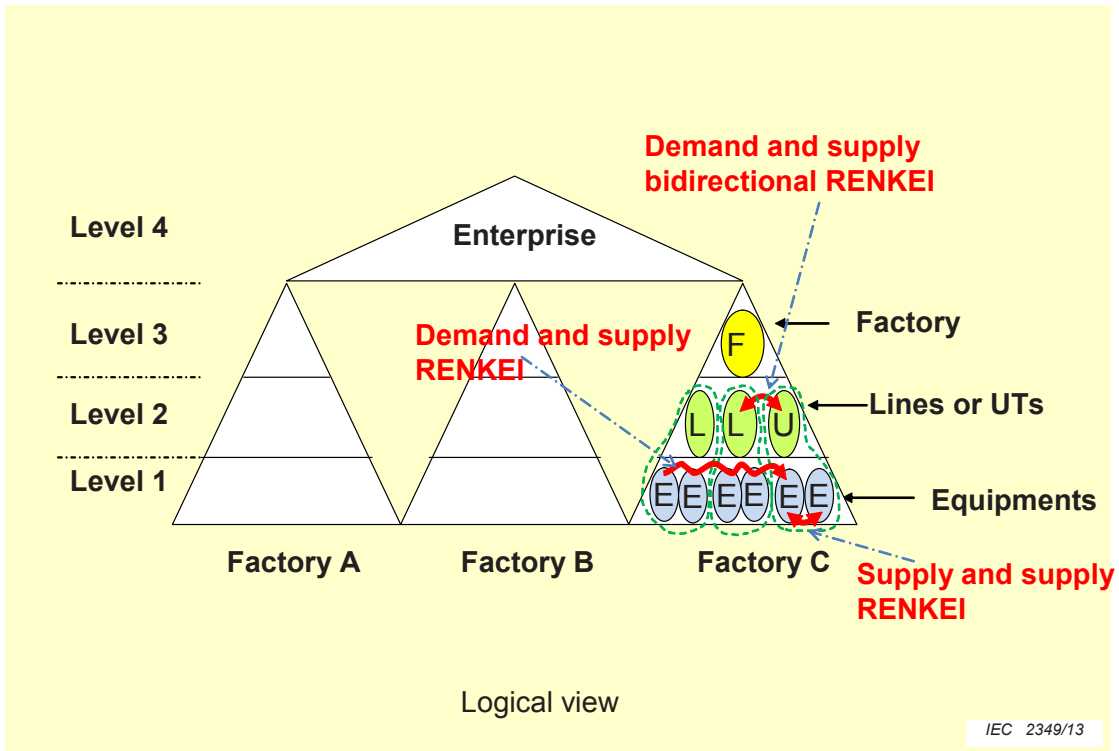 Demand and supply
bidirectional RENKEI
Level 4
Enterprise
Level 3
Demand and supply
RENKEI
F
Factory
Level 2
L L U
Lines or UTs
Level 1
E E E E E E
Equipments
Factory A
Factory B
Factory C
Supply and supply
RENKEI
Logical view
IEC 2349/13